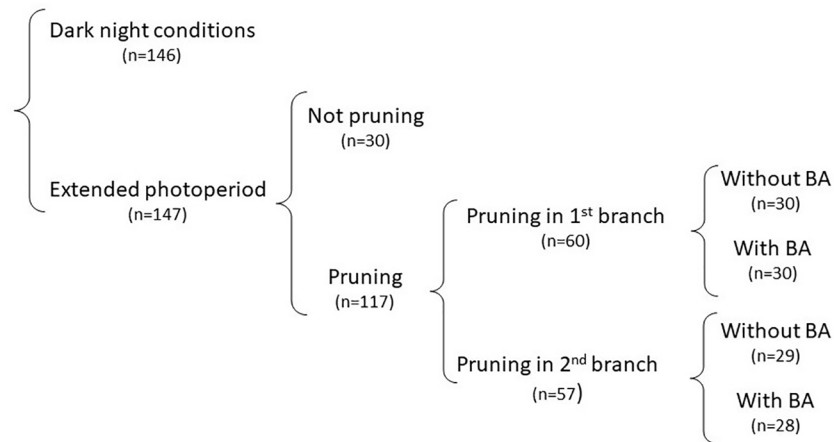 Dark night conditions
(n=146)
Extended photoperiod
(n=147)
Not pruning
(n=30)
Pruning
(n=117)
Pruning in 1st branch
(n=60)
Pruning in 2nd branch
(n=57)
Without BA
(n=30)
With BA
(n=30)
Without BA
(n=29)
With BA
(n=28)